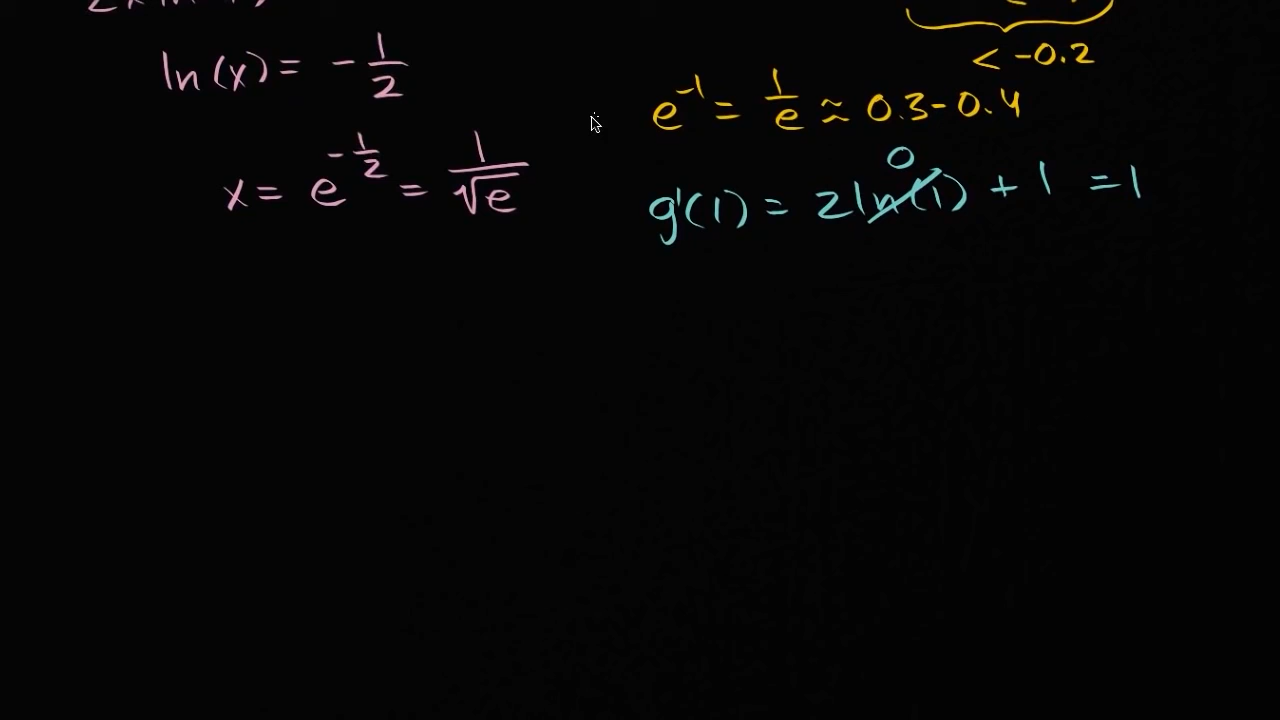 ln(x) = -1/2
x = e^(-1/2) = 1/√e
< -0.2
e^-1 = 1/e ≈ 0.3-0.4
g'(1) = 2ln(1) + 1 = 1
0